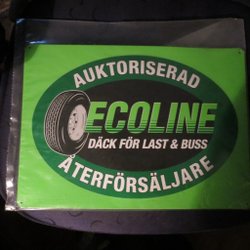 AUKTORISERAD
ECOLINE
DÄCK FÖR LAST & BUSS
ÅTERFÖRSÄLJARE